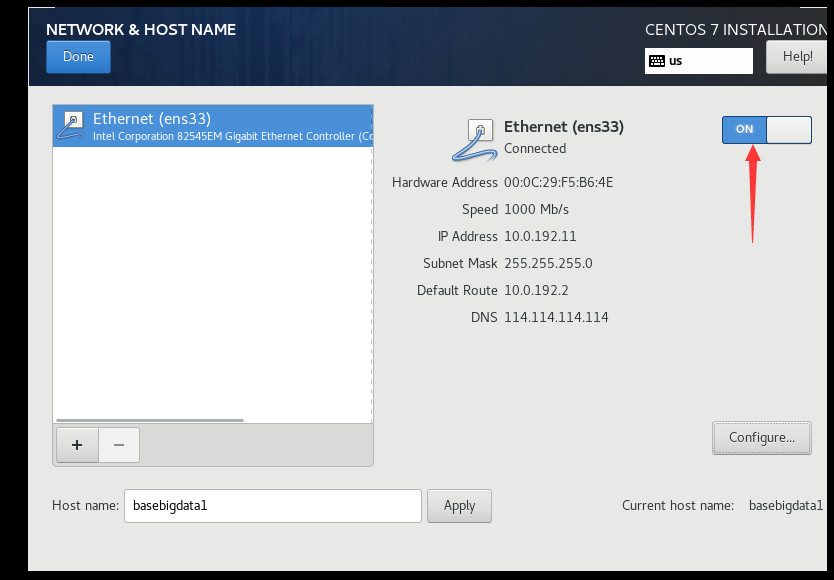 NETWORK & HOST NAME
CENTOS 7 INSTALLATION
Done
us
Help!
Ethernet (ens33)
Intel Corporation 82545EM Gigabit Ethernet Controller (Co
Ethernet (ens33)
Connected
ON
Hardware Address 00:0C:29:F5:B6:4E
Speed 1000 Mb/s
IP Address 10.0.192.11
Subnet Mask 255.255.255.0
Default Route 10.0.192.2
DNS 114.114.114.114
+ −
Configure...
Host name: basebigdata1 Apply
Current host name: basebigdata1